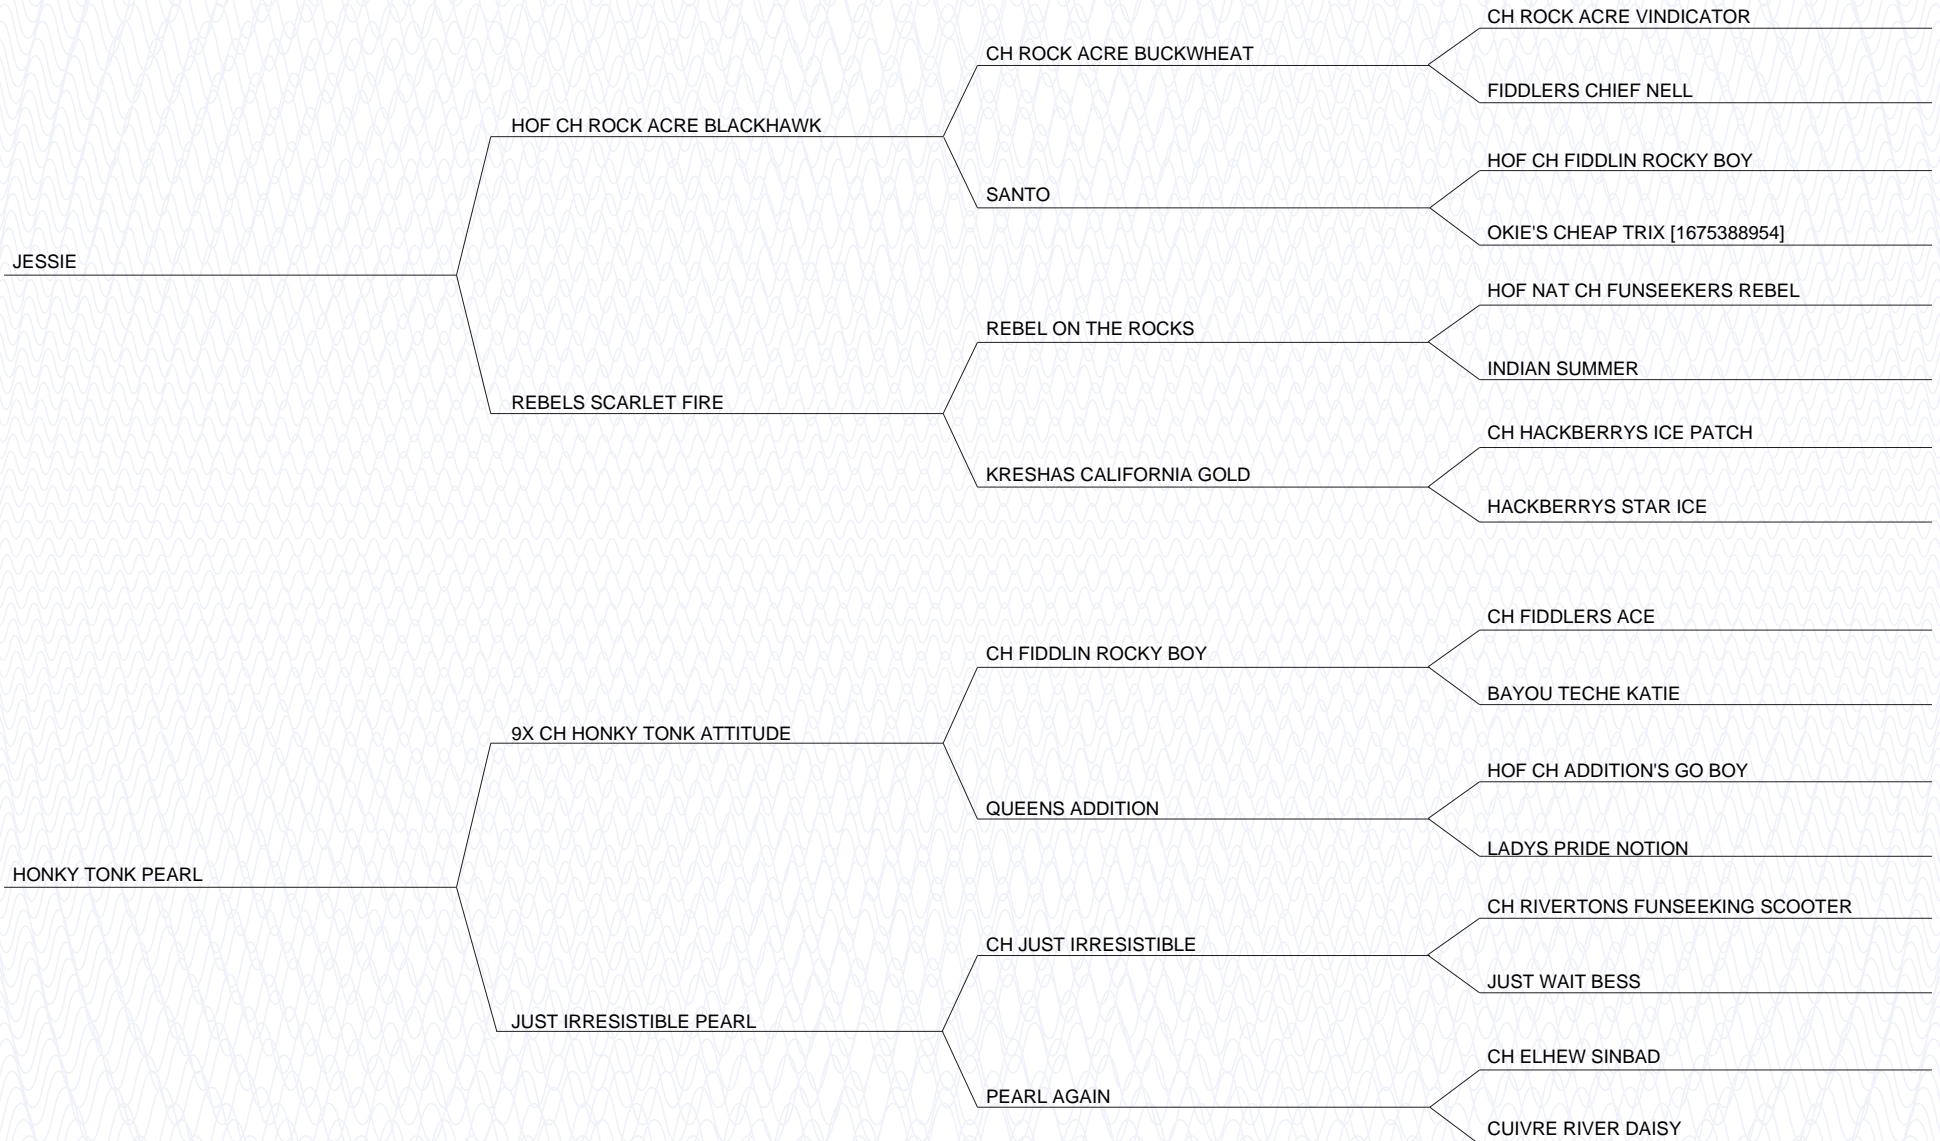 CH ROCK ACRE VINDICATOR
CH ROCK ACRE BUCKWHEAT
FIDDLERS CHIEF NELL
HOF CH ROCK ACRE BLACKHAWK
HOF CH FIDDLIN ROCKY BOY
SANTO
OKIE'S CHEAP TRIX [1675388954]
JESSIE
HOF NAT CH FUNSEEKERS REBEL
REBEL ON THE ROCKS
INDIAN SUMMER
REBELS SCARLET FIRE
CH HACKBERRYS ICE PATCH
KRESHAS CALIFORNIA GOLD
HACKBERRYS STAR ICE
CH FIDDLERS ACE
CH FIDDLIN ROCKY BOY
BAYOU TECHE KATIE
9X CH HONKY TONK ATTITUDE
HOF CH ADDITION'S GO BOY
QUEENS ADDITION
LADYS PRIDE NOTION
HONKY TONK PEARL
CH RIVERTONS FUNSEEKING SCOOTER
CH JUST IRRESISTIBLE
JUST WAIT BESS
JUST IRRESISTIBLE PEARL
CH ELHEW SINBAD
PEARL AGAIN
CUIVRE RIVER DAISY